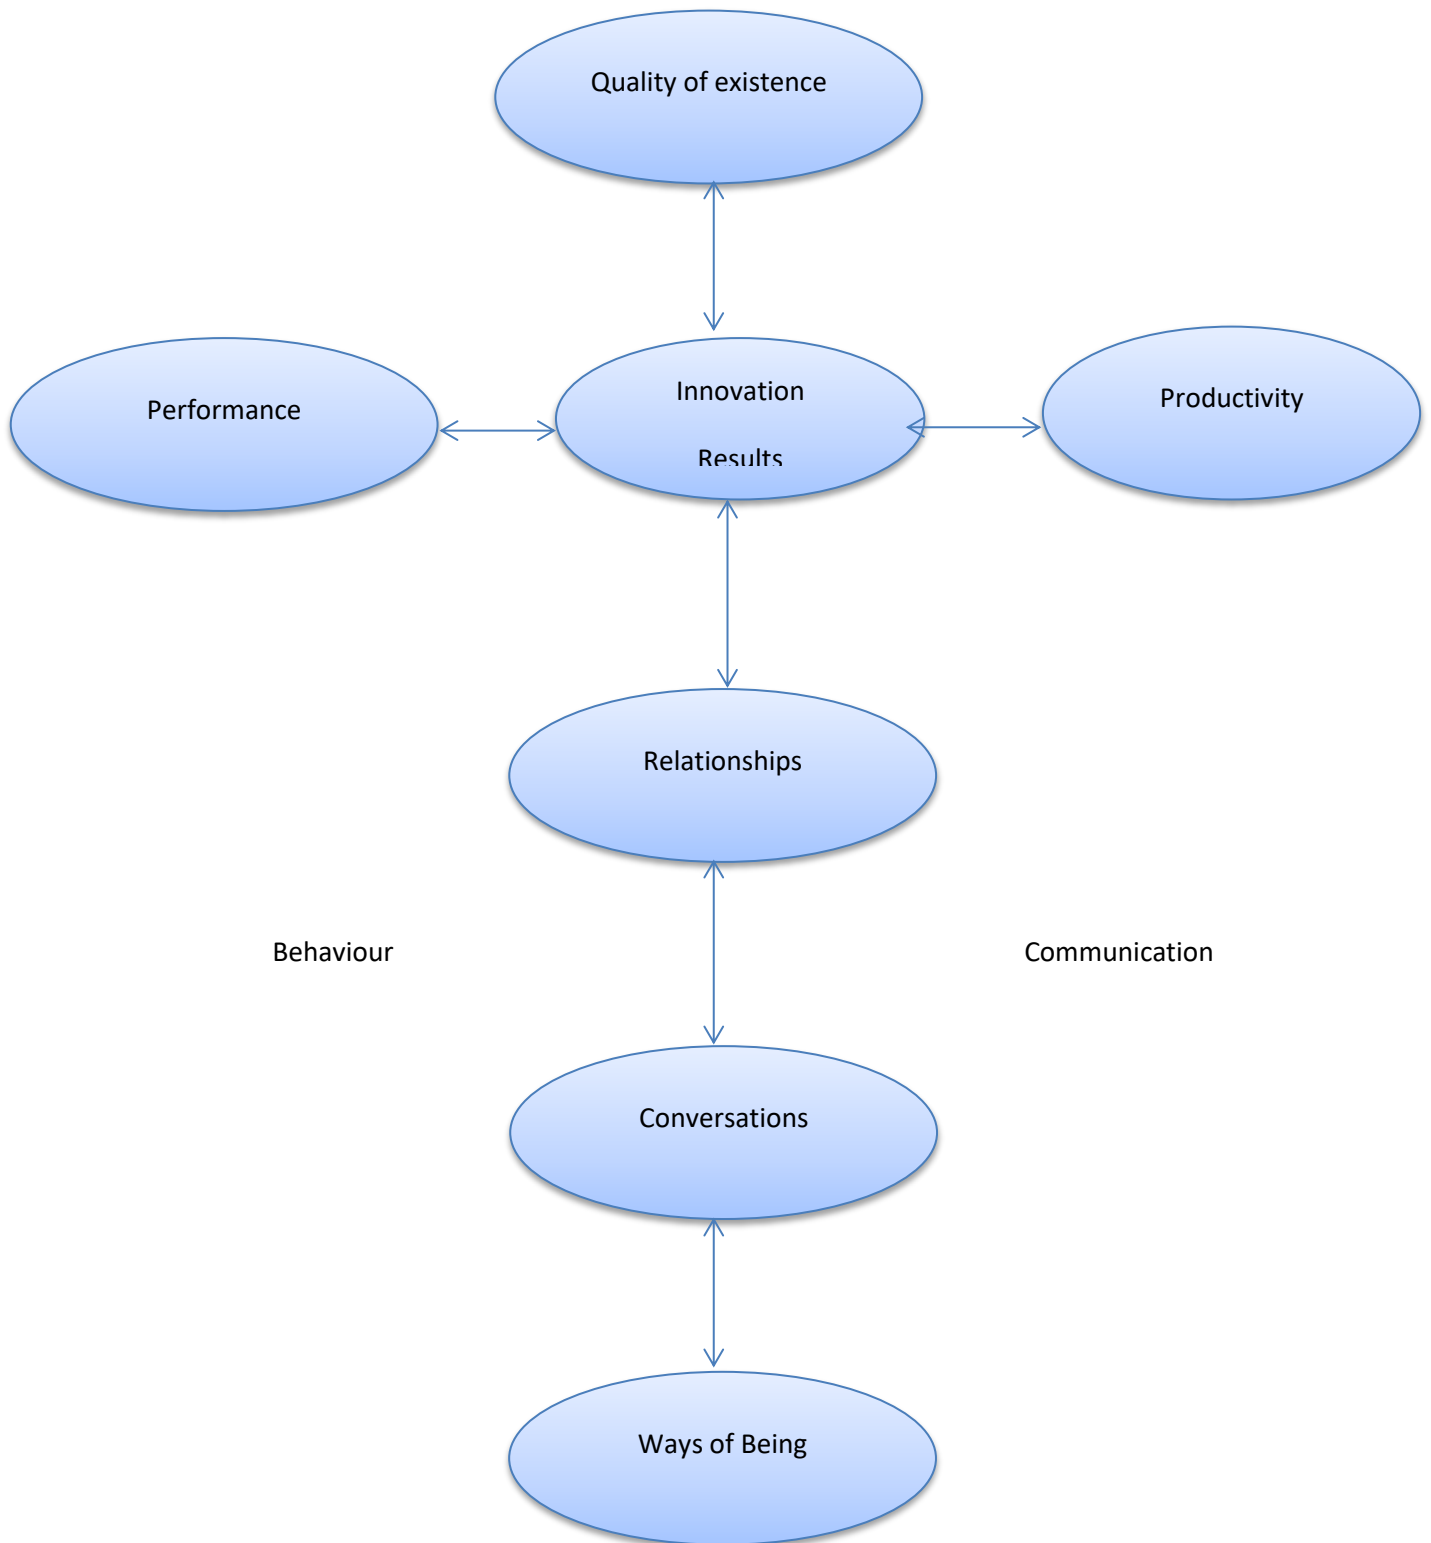 Quality of existence
Performance
Innovation
Results
Productivity
Relationships
Behaviour
Communication
Conversations
Ways of Being